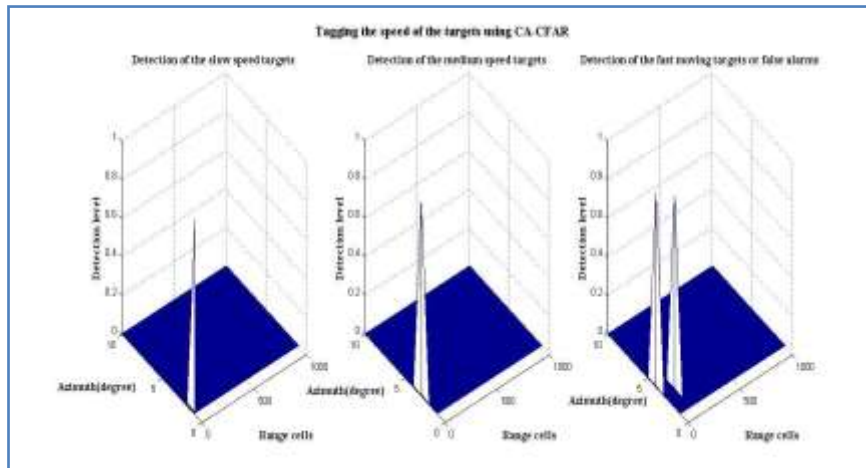 Tagging the speed of the targets using CA-CFAR
Detection of the slow speed targets
Detection of the medium speed targets
Detection of the fast moving targets or false alarms
1
0.8
0.6
0.4
0.2
0
Detection level
10
5
0
Azimuth(degree)
0
500
1000
Range cells
1
0.8
0.6
0.4
0.2
0
Detection level
10
5
0
Azimuth(degree)
0
500
1000
Range cells
1
0.8
0.6
0.4
0.2
0
Detection level
10
5
0
Azimuth(degree)
0
500
1000
Range cells